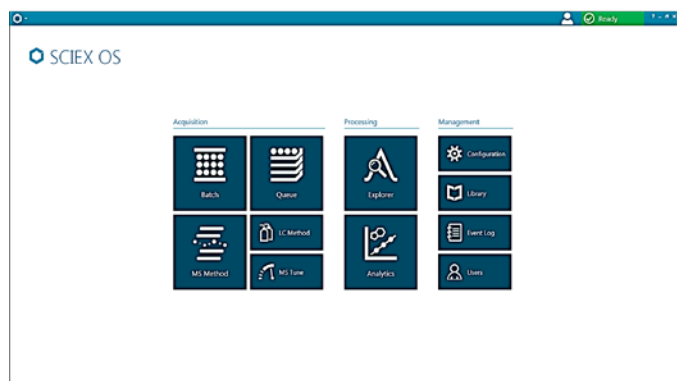 Ready
SCIEX OS
Acquisition
Processing
Management
Batch
Queue
Explorer
Configuration
Library
MS Method
LC Method
MS Tune
Analytics
Event Log
Users